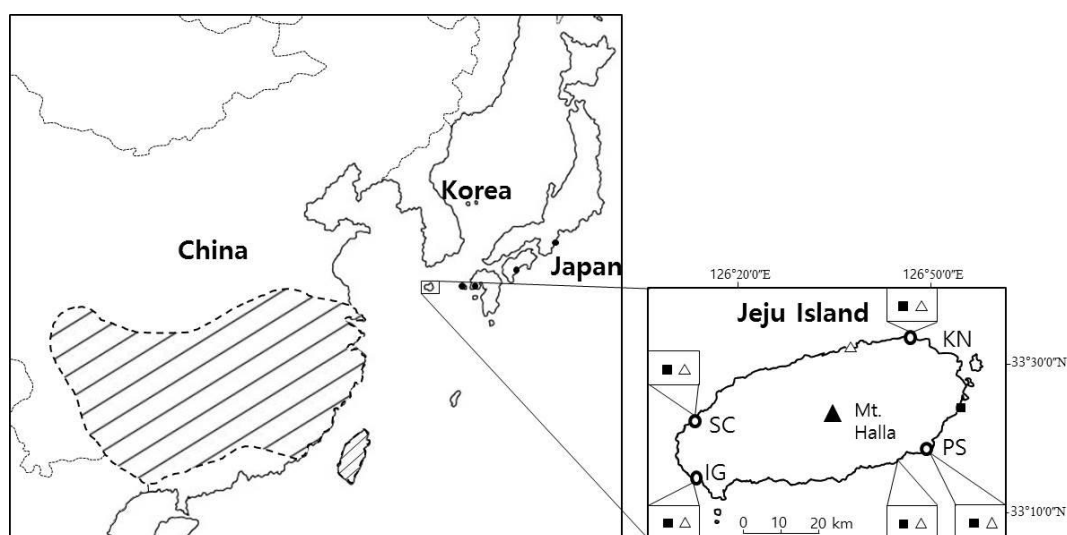 Korea
China
Japan
126°20′0″E
126°50′0″E
Jeju Island
KN
33°30′0″N
SC
Mt.
Halla
PS
IG
33°10′0″N
0 10 20 km